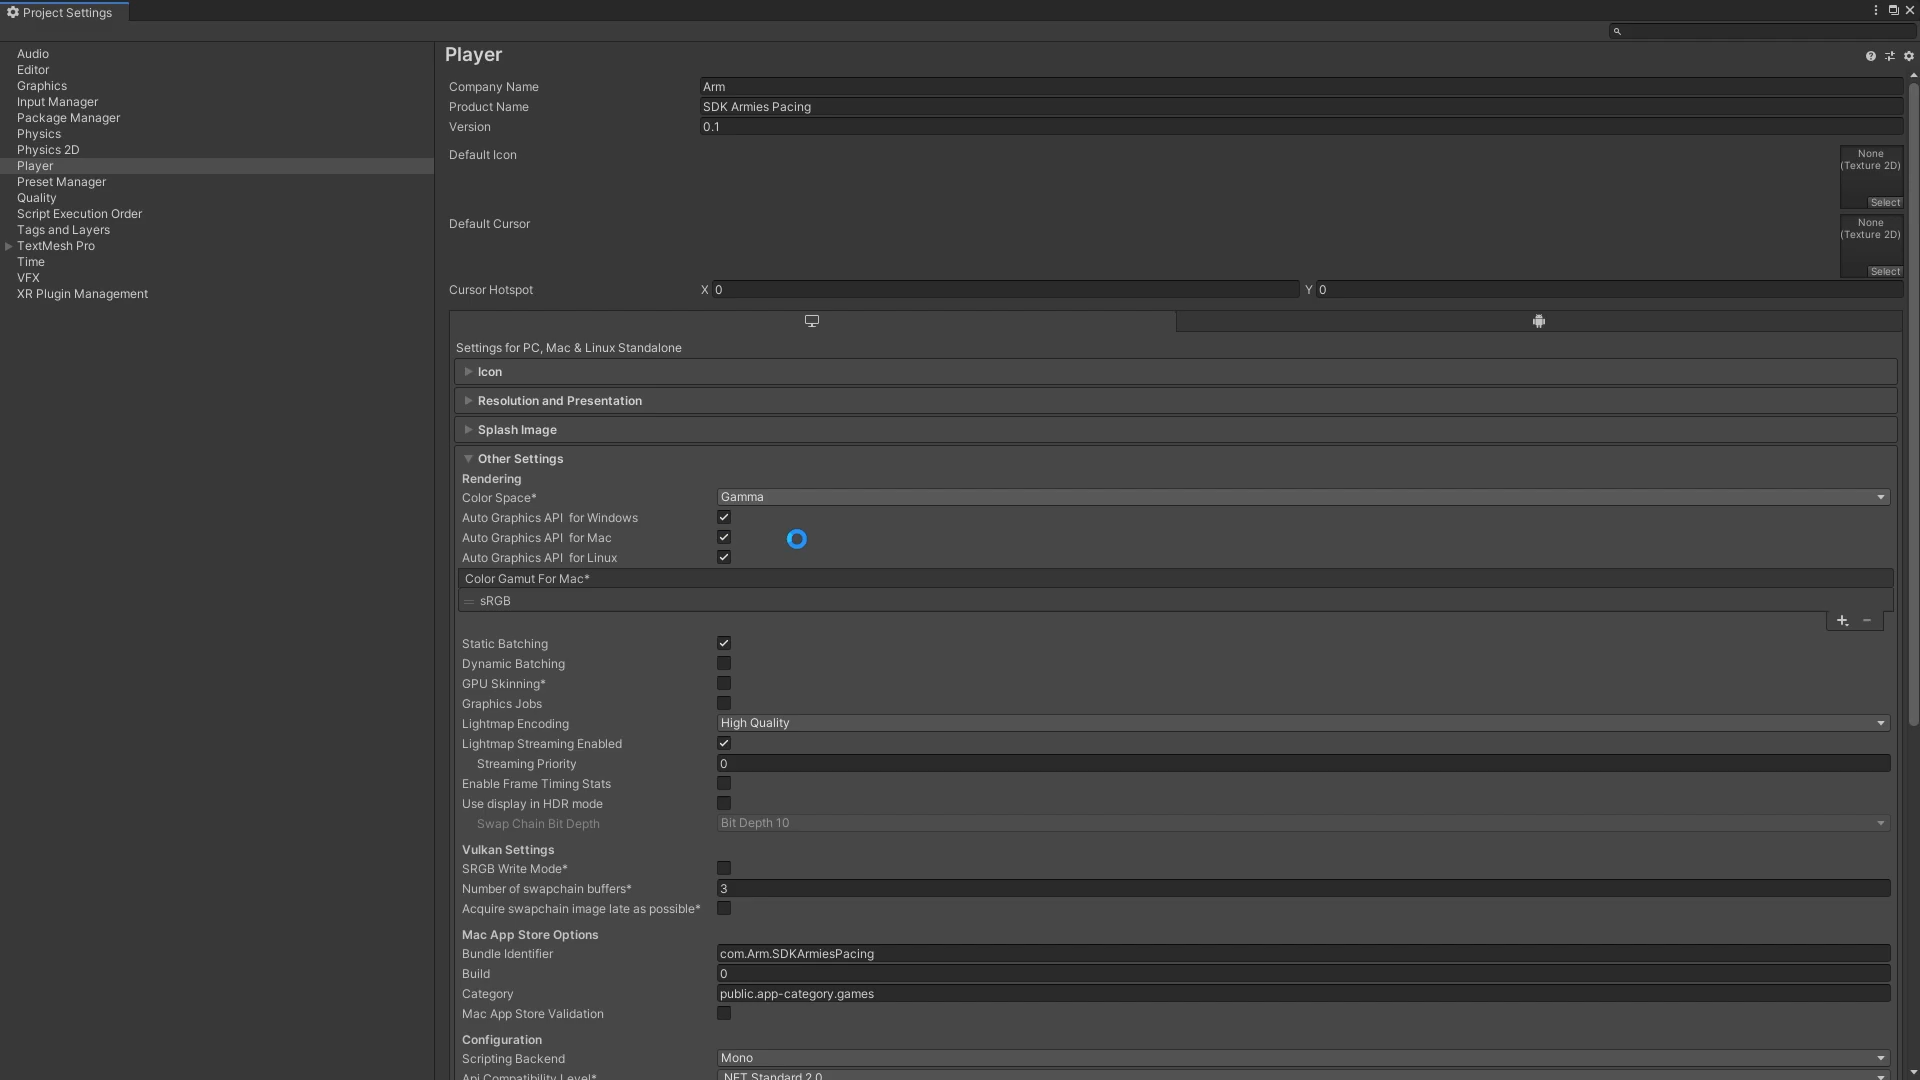 Project Settings
Audio
Editor
Graphics
Input Manager
Package Manager
Physics
Physics 2D
Player
Preset Manager
Quality
Script Execution Order
Tags and Layers
TextMesh Pro
Time
VFX
XR Plugin Management
Player
Company Name Arm
Product Name SDK Armies Pacing
Version 0.1
Default Icon
None
(Texture 2D)
Select
Default Cursor
None
(Texture 2D)
Select
Cursor Hotspot X 0 Y 0
Settings for PC, Mac & Linux Standalone
Icon
Resolution and Presentation
Splash Image
Other Settings
Rendering
Color Space* Gamma
Auto Graphics API for Windows
Auto Graphics API for Mac
Auto Graphics API for Linux
Color Gamut For Mac*
sRGB
Static Batching
Dynamic Batching
GPU Skinning*
Graphics Jobs
Lightmap Encoding High Quality
Lightmap Streaming Enabled
Streaming Priority 0
Enable Frame Timing Stats
Use display in HDR mode
Swap Chain Bit Depth Bit Depth 10
Vulkan Settings
SRGB Write Mode*
Number of swapchain buffers* 3
Acquire swapchain image late as possible*
Mac App Store Options
Bundle Identifier com.Arm.SDKArmiesPacing
Build 0
Category public.app-category.games
Mac App Store Validation
Configuration
Scripting Backend Mono
Api Compatibility Level* .NET Standard 2.0